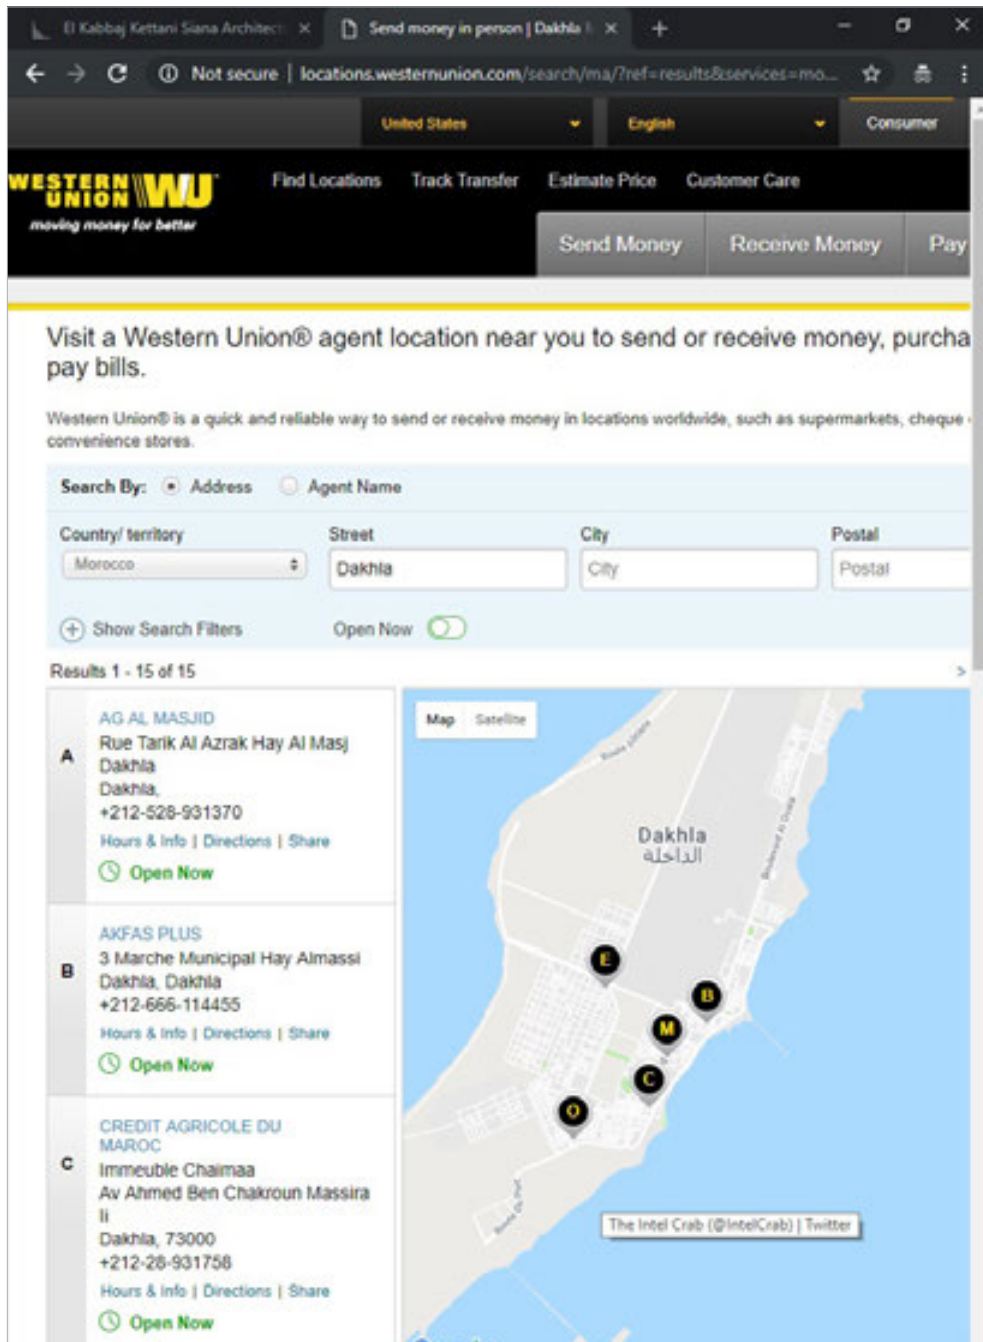 El Kabbaj Kettani Siana Architect
Send money in person | Dakhla
Not secure | locations.westernunion.com/search/ma/?ref=results&services=mo...
United States
English
Consumer
WESTERN UNION WU
moving money for better
Find Locations
Track Transfer
Estimate Price
Customer Care
Send Money
Receive Money
Pay
Visit a Western Union® agent location near you to send or receive money, purcha
pay bills.
Western Union® is a quick and reliable way to send or receive money in locations worldwide, such as supermarkets, cheque
convenience stores.
Search By: Address Agent Name
Country/ territory Street City Postal
Morocco Dakhla City Postal
Show Search Filters Open Now
Results 1 - 15 of 15 >
A
AG AL MASJID
Rue Tarik Al Azrak Hay Al Masj
Dakhla
Dakhla,
+212-528-931370
Hours & Info | Directions | Share
Open Now
B
AKFAS PLUS
3 Marche Municipal Hay Almassi
Dakhla, Dakhla
+212-666-114455
Hours & Info | Directions | Share
Open Now
C
CREDIT AGRICOLE DU
MAROC
Immeuble Chaimaa
Av Ahmed Ben Chakroun Massira
Ii
Dakhla, 73000
+212-28-931758
Hours & Info | Directions | Share
Open Now
Map Satellite
Dakhla
الداخلة
E
B
M
C
O
Route Du Port
The Intel Crab (@IntelCrab) | Twitter